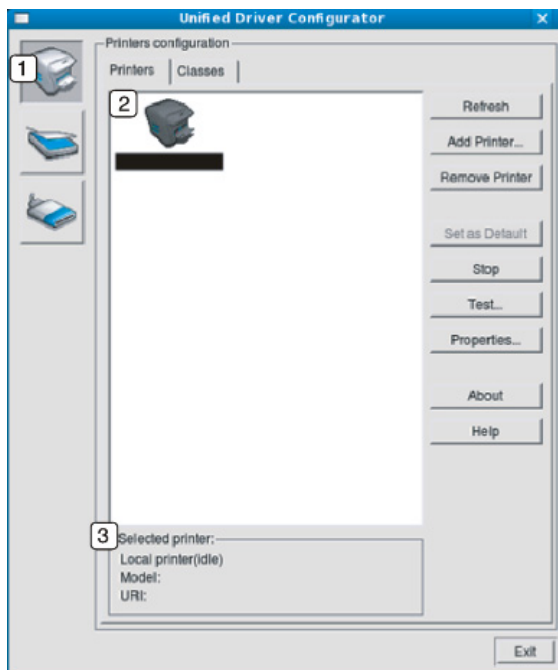 Unified Driver Configurator
Printers configuration
1
Printers
Classes
2
Refresh
Add Printer...
Remove Printer
Set as Default
Stop
Test...
Properties...
About
Help
3
Selected printer:
Local printer(idle)
Model:
URI:
Exit